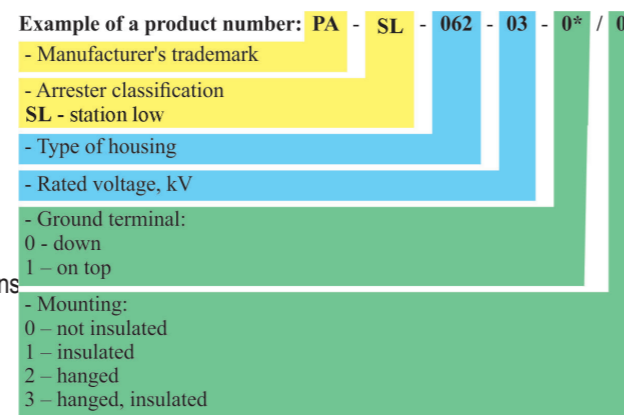 Example of a product number: PA - SL - 062 - 03 - 0* / 0
- Manufacturer's trademark
- Arrester classification
SL - station low
- Type of housing
- Rated voltage, kV
- Ground terminal:
0 - down
1 – on top
ns
- Mounting:
0 – not insulated
1 – insulated
2 – hanged
3 – hanged, insulated